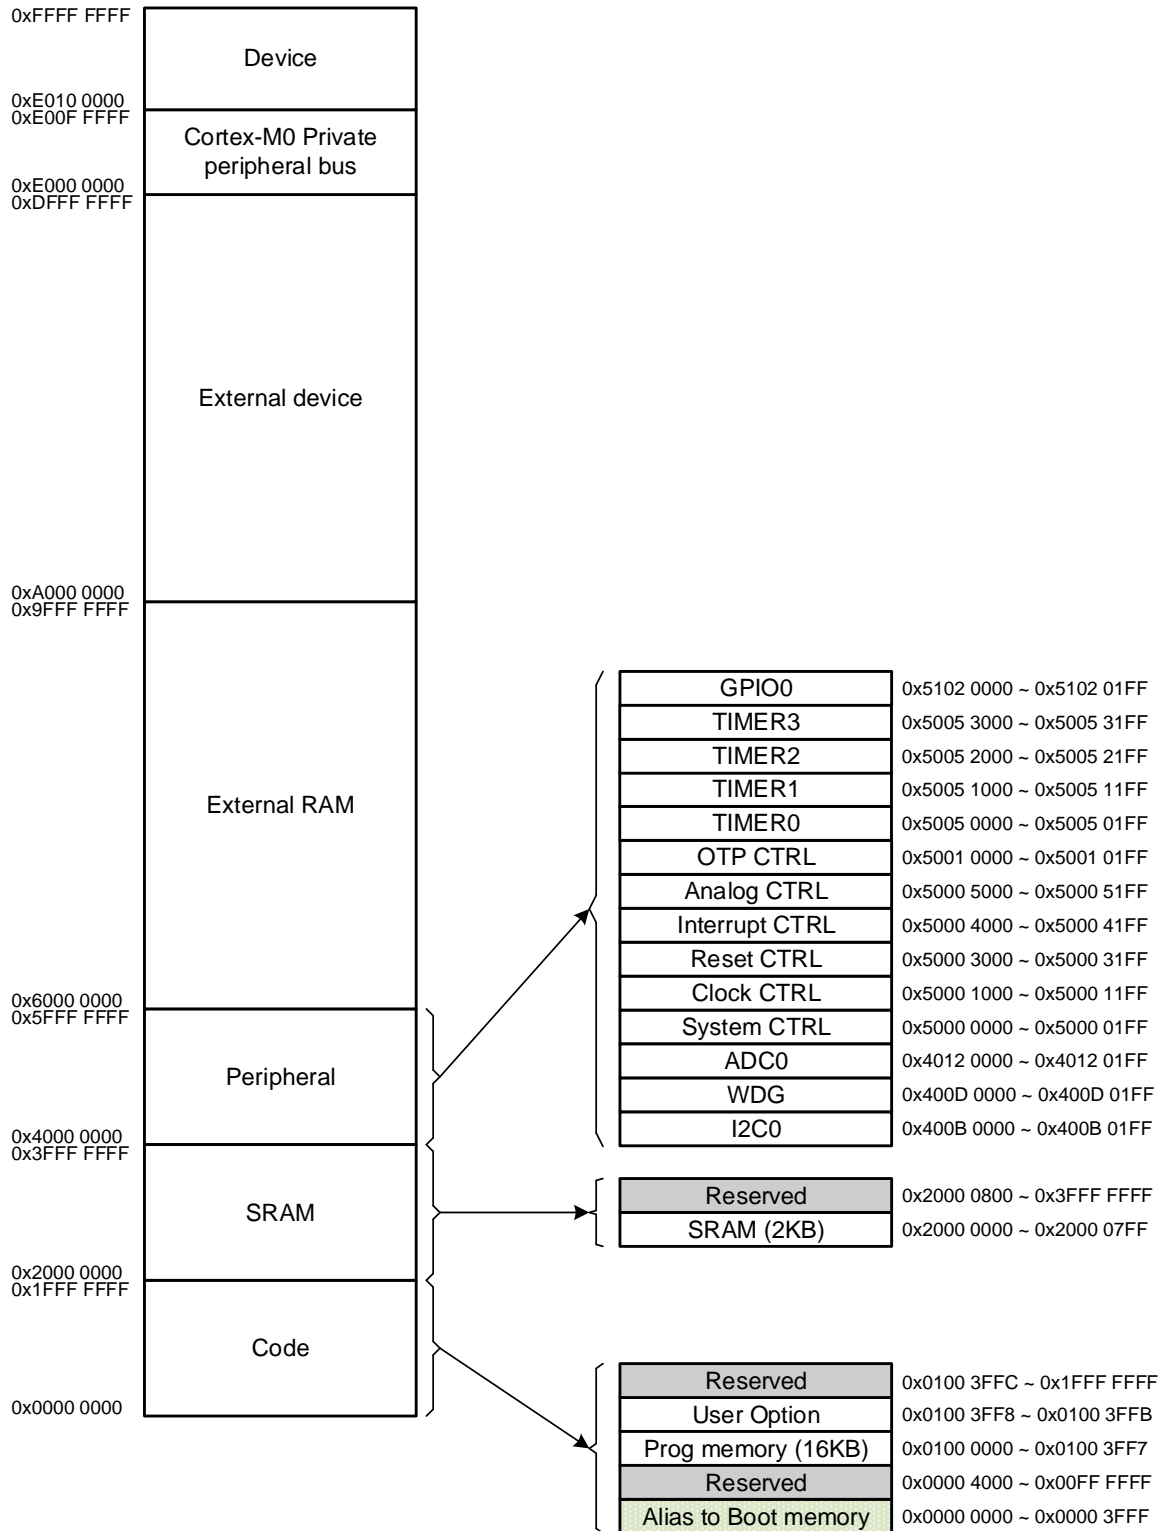 0xFFFF FFFF
Device
0xE010 0000
0xE00F FFFF
Cortex-M0 Private
peripheral bus
0xE000 0000
0xDFFF FFFF
External device
0xA000 0000
0x9FFF FFFF
External RAM
0x6000 0000
0x5FFF FFFF
Peripheral
0x4000 0000
0x3FFF FFFF
SRAM
0x2000 0000
0x1FFF FFFF
Code
0x0000 0000
GPIO0 0x5102 0000 ~ 0x5102 01FF
TIMER3 0x5005 3000 ~ 0x5005 31FF
TIMER2 0x5005 2000 ~ 0x5005 21FF
TIMER1 0x5005 1000 ~ 0x5005 11FF
TIMER0 0x5005 0000 ~ 0x5005 01FF
OTP CTRL 0x5001 0000 ~ 0x5001 01FF
Analog CTRL 0x5000 5000 ~ 0x5000 51FF
Interrupt CTRL 0x5000 4000 ~ 0x5000 41FF
Reset CTRL 0x5000 3000 ~ 0x5000 31FF
Clock CTRL 0x5000 1000 ~ 0x5000 11FF
System CTRL 0x5000 0000 ~ 0x5000 01FF
ADC0 0x4012 0000 ~ 0x4012 01FF
WDG 0x400D 0000 ~ 0x400D 01FF
I2C0 0x400B 0000 ~ 0x400B 01FF
Reserved 0x2000 0800 ~ 0x3FFF FFFF
SRAM (2KB) 0x2000 0000 ~ 0x2000 07FF
Reserved 0x0100 3FFC ~ 0x1FFF FFFF
User Option 0x0100 3FF8 ~ 0x0100 3FFB
Prog memory (16KB) 0x0100 0000 ~ 0x0100 3FF7
Reserved 0x0000 4000 ~ 0x00FF FFFF
Alias to Boot memory 0x0000 0000 ~ 0x0000 3FFF